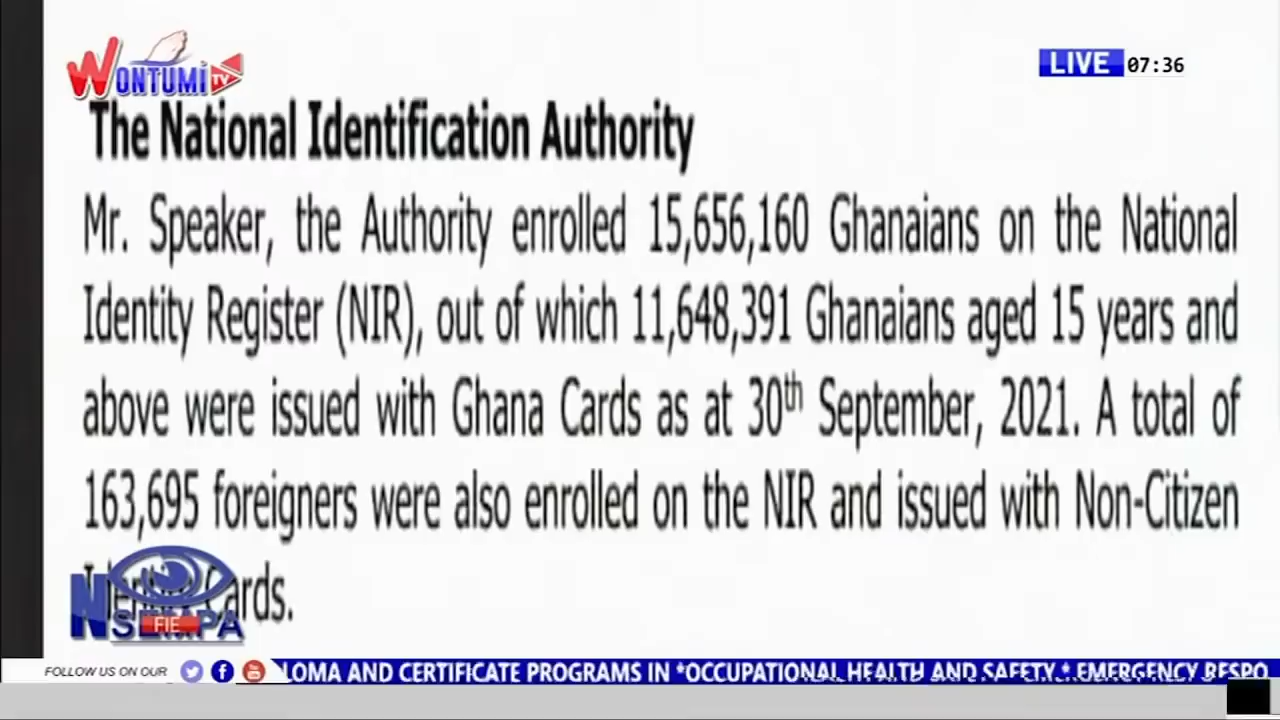 WONTUMI TV
LIVE 07:36
The National Identification Authority
Mr. Speaker, the Authority enrolled 15,656,160 Ghanaians on the National
Identity Register (NIR), out of which 11,648,391 Ghanaians aged 15 years and
above were issued with Ghana Cards as at 30th September, 2021. A total of
163,695 foreigners were also enrolled on the NIR and issued with Non-Citizen
Identity Cards.
NSEMPA
FIE
FOLLOW US ON OUR
LOMA AND CERTIFICATE PROGRAMS IN *OCCUPATIONAL HEALTH AND SAFETY,* EMERGENCY RESPO